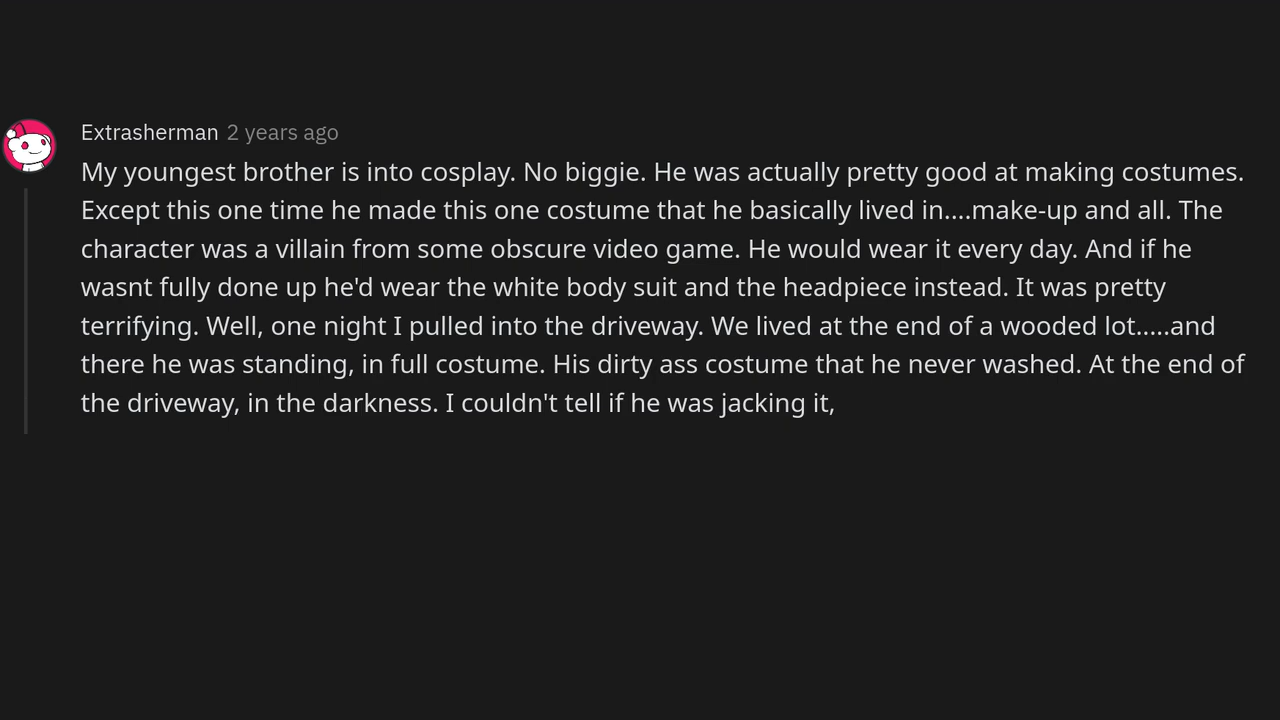 Extrasherman 2 years ago
My youngest brother is into cosplay. No biggie. He was actually pretty good at making costumes.
Except this one time he made this one costume that he basically lived in....make-up and all. The
character was a villain from some obscure video game. He would wear it every day. And if he
wasnt fully done up he'd wear the white body suit and the headpiece instead. It was pretty
terrifying. Well, one night I pulled into the driveway. We lived at the end of a wooded lot.....and
there he was standing, in full costume. His dirty ass costume that he never washed. At the end of
the driveway, in the darkness. I couldn't tell if he was jacking it,